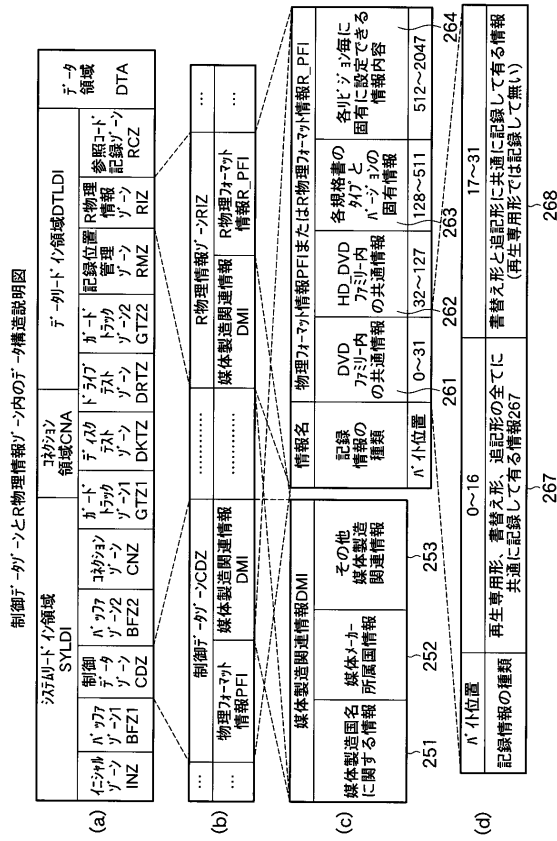 制御データゾーンとR物理情報ゾーン内のデータ構造説明図
(a)
システムリードイン領域
SYLDI
コネクション
領域CNA
データリードイン領域DTLDI
データ
領域
DTA
イニシャル
ゾーン
INZ
バッファ
ゾーン1
BFZ1
制御
データ
ゾーン
CDZ
バッファ
ゾーン2
BFZ2
コネクション
ゾーン
CNZ
ガード
トラック
ゾーン1
GTZ1
ディスク
テスト
ゾーン
DKTZ
ドライブ
テスト
ゾーン
DRTZ
ガード
トラック
ゾーン2
GTZ2
記録位置
管理
ゾーン
RMZ
R物理
情報
ゾーン
RIZ
参照コード
記録ゾーン
RCZ
(b)
制御データゾーンCDZ
R物理情報ゾーンRIZ
…
物理フォーマット
情報PFI
媒体製造関連情報
DMI
…………
媒体製造関連情報
DMI
R物理フォーマット
情報R_PFI
…
(c)
媒体製造関連情報DMI
媒体製造国名
に関する情報
媒体メーカー
所属国情報
その他
媒体製造
関連情報
251
252
253
情報名
物理フォーマット情報PFIまたはR物理フォーマット情報R_PFI
記録
情報の
種類
DVD
ファミリー内
の共通情報
HD_DVD
ファミリー内
の共通情報
各規格書の
タイプと
バージョンの
固有情報
各リビジョン毎に
固有に設定できる
情報内容
バイト位置
0~31
32~127
128~511
512~2047
261
262
263
264
(d)
バイト位置
0~16
17~31
記録情報の種類
再生専用形、書替え形、追記形の全てに
共通に記録して有る情報267
書替え形と追記形に共通に記録して有る情報
(再生専用形では記録して無い)
267
268